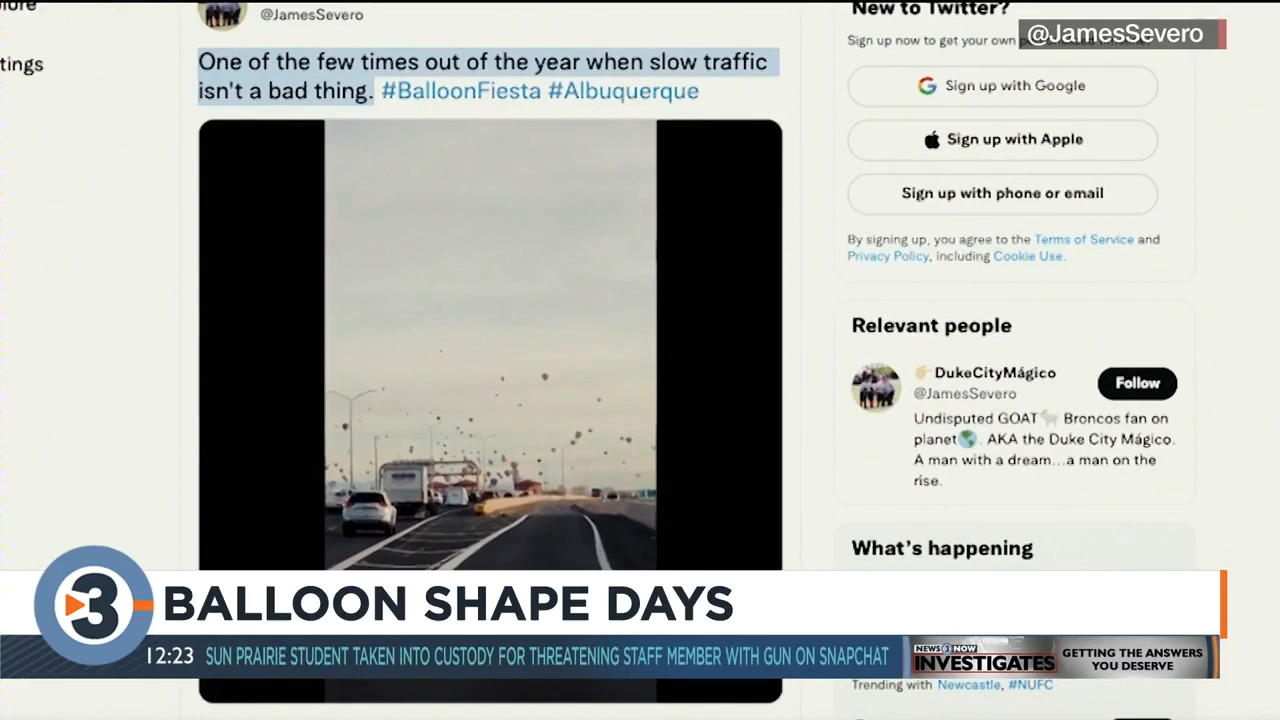 @JamesSevero
tings
One of the few times out of the year when slow traffic
isn't a bad thing. #BalloonFiesta #Albuquerque
New to Twitter?
@JamesSevero
Sign up now to get your own
Sign up with Google
Sign up with Apple
Sign up with phone or email
By signing up, you agree to the Terms of Service and
Privacy Policy, including Cookie Use.
Relevant people
DukeCityMágico
@JamesSevero
Follow
Undisputed GOAT Broncos fan on
planet . AKA the Duke City Mágico.
A man with a dream...a man on the
rise.
What's happening
3
BALLOON SHAPE DAYS
12:23
SUN PRAIRIE STUDENT TAKEN INTO CUSTODY FOR THREATENING STAFF MEMBER WITH GUN ON SNAPCHAT
NEWS 3 NOW
INVESTIGATES
GETTING THE ANSWERS
YOU DESERVE
Trending with Newcastle, #NUFC